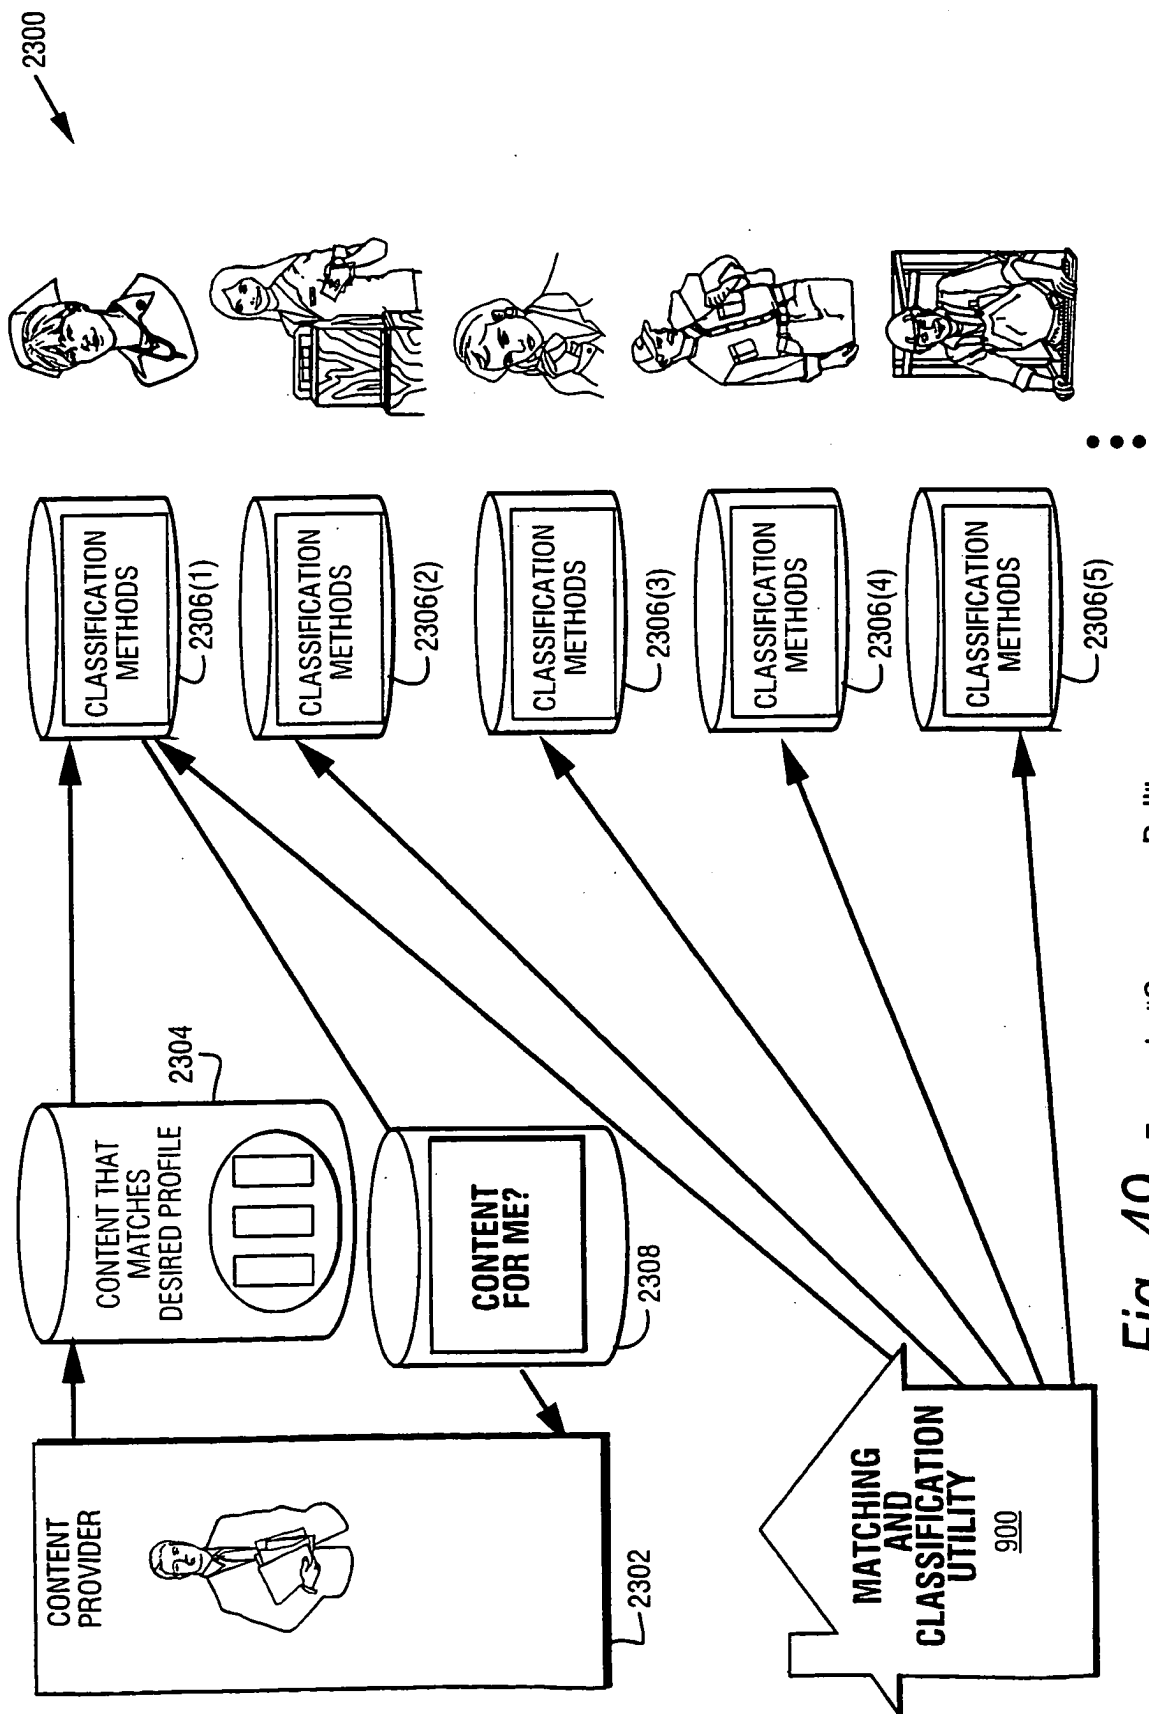 2300
CONTENT
PROVIDER
2302
CONTENT THAT
MATCHES
DESIRED PROFILE
2304
CONTENT
FOR ME?
2308
CLASSIFICATION
METHODS
2306(1)
CLASSIFICATION
METHODS
2306(2)
CLASSIFICATION
METHODS
2306(3)
CLASSIFICATION
METHODS
2306(4)
CLASSIFICATION
METHODS
2306(5)
MATCHING
AND
CLASSIFICATION
UTILITY
900
Fig. 49